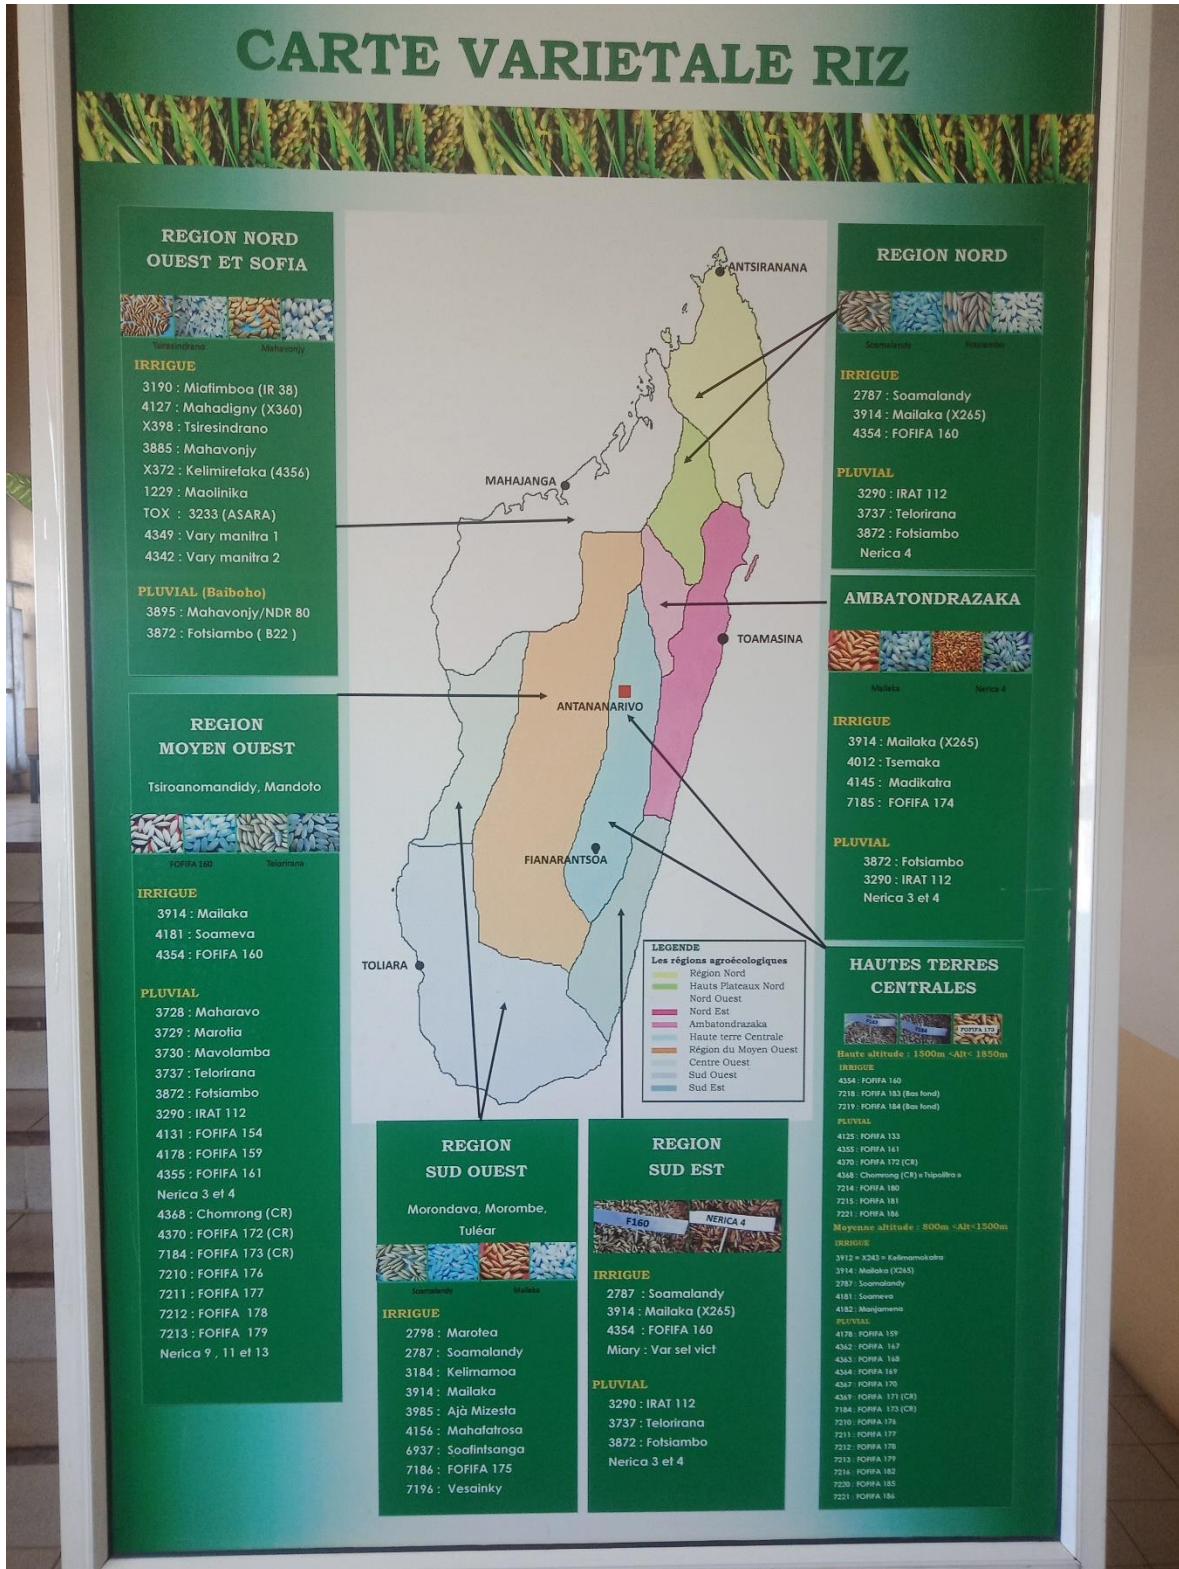 CARTE VARIETALE RIZ
REGION NORD
OUEST ET SOFIA
Tsiresindrano Mahavonjy
IRRIGUE
3190 : Miafimboa (IR 38)
4127 : Mahadigny (X360)
X398 : Tsiresindrano
3885 : Mahavonjy
X372 : Kelimirefaka (4356)
1229 : Maolinika
TOX : 3233 (ASARA)
4349 : Vary manitra 1
4342 : Vary manitra 2
PLUVIAL (Baiboho)
3895 : Mahavonjy/NDR 80
3872 : Fotsiambo ( B22 )
REGION
MOYEN OUEST
Tsiroanomandidy, Mandoto
FOFIFA 160 Telorirana
IRRIGUE
3914 : Mailaka
4181 : Soameva
4354 : FOFIFA 160
PLUVIAL
3728 : Maharavo
3729 : Marotia
3730 : Mavolamba
3737 : Telorirana
3872 : Fotsiambo
3290 : IRAT 112
4131 : FOFIFA 154
4178 : FOFIFA 159
4355 : FOFIFA 161
Nerica 3 et 4
4368 : Chomrong (CR)
4370 : FOFIFA 172 (CR)
7184 : FOFIFA 173 (CR)
7210 : FOFIFA 176
7211 : FOFIFA 177
7212 : FOFIFA 178
7213 : FOFIFA 179
Nerica 9 , 11 et 13
ANTSIRANANA
MAHAJANGA
TOAMASINA
ANTANANARIVO
FIANARANTSOA
TOLIARA
LEGENDE
Les régions agroécologiques
Région Nord
Hauts Plateaux Nord
Nord Ouest
Nord Est
Ambatondrazaka
Haute terre Centrale
Région du Moyen Ouest
Centre Ouest
Sud Ouest
Sud Est
REGION
SUD OUEST
Morondava, Morombe,
Tuléar
Soamalandy Mailaka
IRRIGUE
2798 : Marotea
2787 : Soamalandy
3184 : Kelimamoa
3914 : Mailaka
3985 : Ajà Mizesta
4156 : Mahafatrosa
6937 : Soafintsanga
7186 : FOFIFA 175
7196 : Vesainky
REGION
SUD EST
F160 NERICA 4
IRRIGUE
2787 : Soamalandy
3914 : Mailaka (X265)
4354 : FOFIFA 160
Miary : Var sel vict
PLUVIAL
3290 : IRAT 112
3737 : Telorirana
3872 : Fotsiambo
Nerica 3 et 4
REGION NORD
Soamalandy Fotsiambo
IRRIGUE
2787 : Soamalandy
3914 : Mailaka (X265)
4354 : FOFIFA 160
PLUVIAL
3290 : IRAT 112
3737 : Telorirana
3872 : Fotsiambo
Nerica 4
AMBATONDRAZAKA
Mailaka Nerica 4
IRRIGUE
3914 : Mailaka (X265)
4012 : Tsemaka
4145 : Madikatra
7185 : FOFIFA 174
PLUVIAL
3872 : Fotsiambo
3290 : IRAT 112
Nerica 3 et 4
HAUTES TERRES
CENTRALES
FOFIFA 173
Haute altitude : 1500m <Alt< 1850m
IRRIGUE
4354 : FOFIFA 160
7218 : FOFIFA 183 (Bas fond)
7219 : FOFIFA 184 (Bas fond)
PLUVIAL
4125 : FOFIFA 133
4355 : FOFIFA 161
4370 : FOFIFA 172 (CR)
4368 : Chomrong (CR) « Tsipolitra »
7214 : FOFIFA 180
7215 : FOFIFA 181
7221 : FOFIFA 186
Moyenne altitude : 800m <Alt<1500m
IRRIGUE
3912 = X243 = Kelimamokatra
3914 : Mailaka (X265)
2787 : Soamalandy
4181 : Soameva
4182 : Manjamena
PLUVIAL
4178 : FOFIFA 159
4362 : FOFIFA 167
4363 : FOFIFA 168
4364 : FOFIFA 169
4367 : FOFIFA 170
4369 : FOFIFA 171 (CR)
7184 : FOFIFA 173 (CR)
7210 : FOFIFA 176
7211 : FOFIFA 177
7212 : FOFIFA 178
7213 : FOFIFA 179
7216 : FOFIFA 182
7220 : FOFIFA 185
7221 : FOFIFA 186